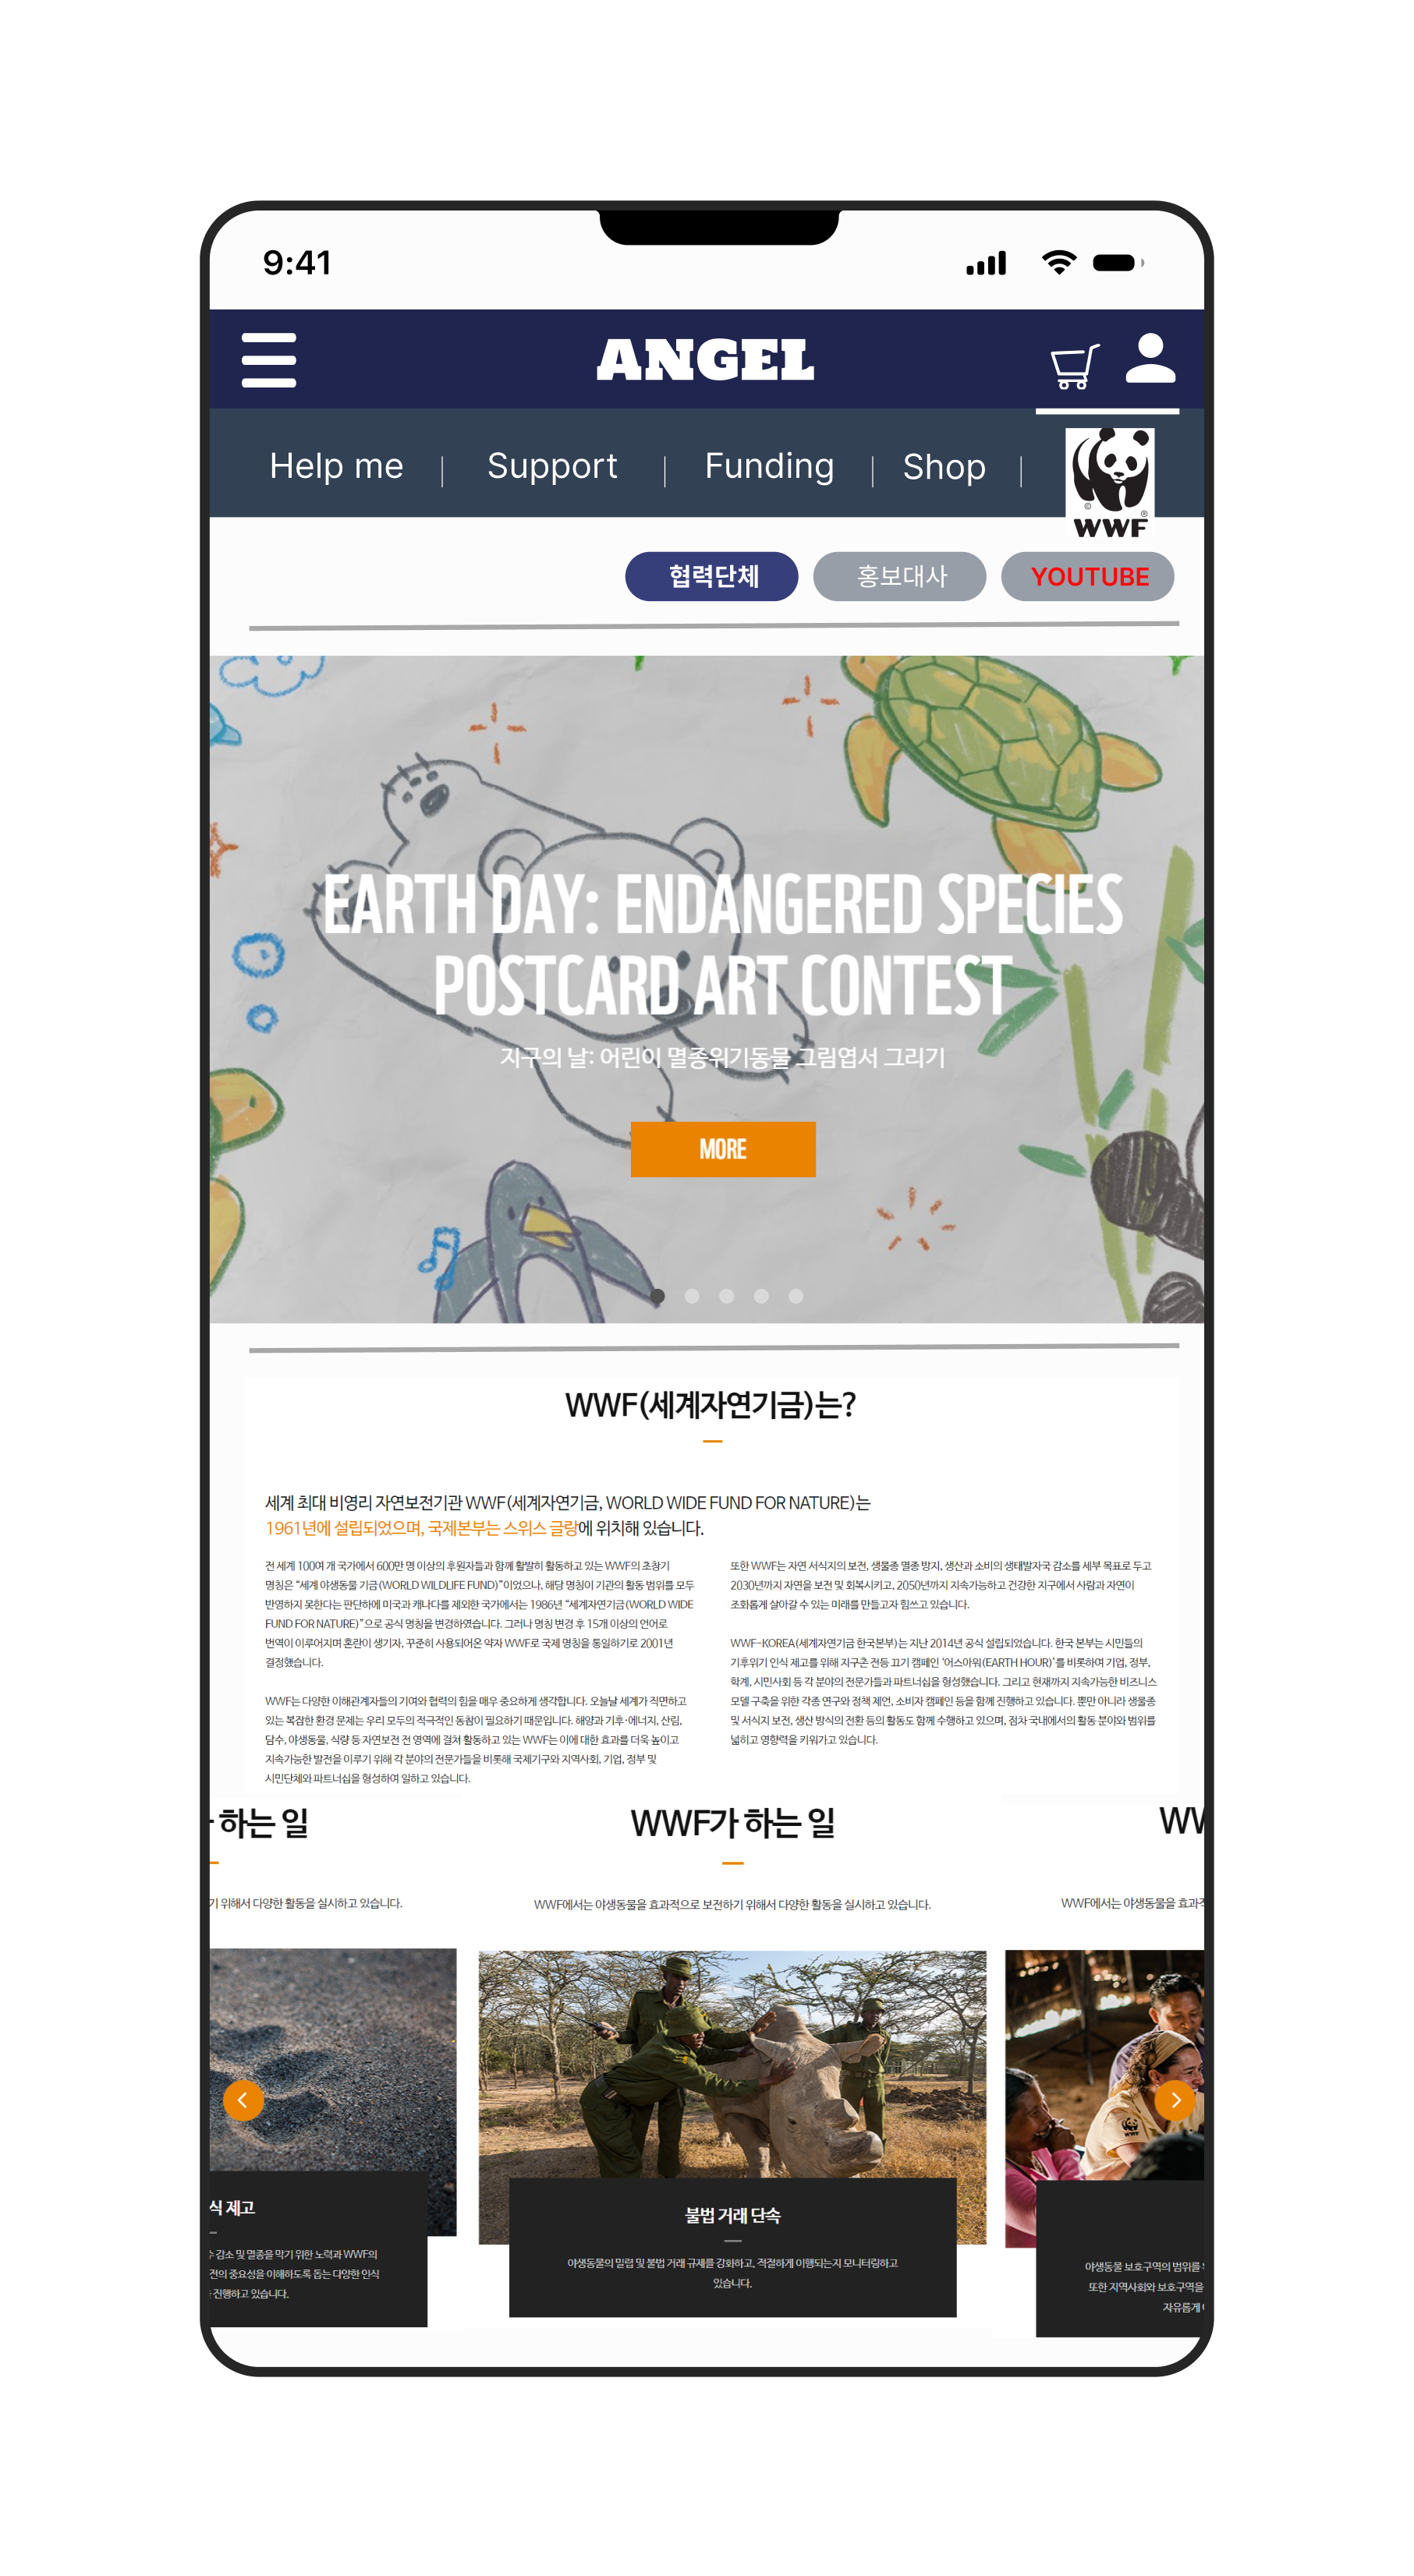 9:41
ANGEL
Help me
Support
Funding
Shop
©
®
WWF
협력단체
홍보대사
YOUTUBE
EARTH DAY: ENDANGERED SPECIES
POSTCARD ART CONTEST
지구의 날: 어린이 멸종위기동물 그림엽서 그리기
MORE
WWF(세계자연기금)는?
세계 최대 비영리 자연보전기관 WWF(세계자연기금, WORLD WIDE FUND FOR NATURE)는
1961년에 설립되었으며, 국제본부는 스위스 글랑에 위치해 있습니다.
전 세계 100여 개 국가에서 600만 명 이상의 후원자들과 함께 활발히 활동하고 있는 WWF의 초창기
명칭은 “세계 야생동물 기금(WORLD WILDLIFE FUND)”이었으나, 해당 명칭이 기관의 활동 범위를 모두
반영하지 못한다는 판단하에 미국과 캐나다를 제외한 국가에서는 1986년 “세계자연기금(WORLD WIDE
FUND FOR NATURE)”으로 공식 명칭을 변경하였습니다. 그러나 명칭 변경 후 15개 이상의 언어로
번역이 이루어지며 혼란이 생기자, 꾸준히 사용되어온 약자 WWF로 국제 명칭을 통일하기로 2001년
결정했습니다.
WWF는 다양한 이해관계자들의 기여와 협력의 힘을 매우 중요하게 생각합니다. 오늘날 세계가 직면하고
있는 복잡한 환경 문제는 우리 모두의 적극적인 동참이 필요하기 때문입니다. 해양과 기후·에너지, 산림,
담수, 야생동물, 식량 등 자연보전 전 영역에 걸쳐 활동하고 있는 WWF는 이에 대한 효과를 더욱 높이고
지속가능한 발전을 이루기 위해 각 분야의 전문가들을 비롯해 국제기구와 지역사회, 기업, 정부 및
시민단체와 파트너십을 형성하여 일하고 있습니다.
또한 WWF는 자연 서식지의 보전, 생물종 멸종 방지, 생산과 소비의 생태발자국 감소를 세부 목표로 두고
2030년까지 자연을 보전 및 회복시키고, 2050년까지 지속가능하고 건강한 지구에서 사람과 자연이
조화롭게 살아갈 수 있는 미래를 만들고자 힘쓰고 있습니다.
WWF-KOREA(세계자연기금 한국본부)는 지난 2014년 공식 설립되었습니다. 한국 본부는 시민들의
기후위기 인식 제고를 위해 지구촌 전등 끄기 캠페인 ‘어스아워(EARTH HOUR)’를 비롯하여 기업, 정부,
학계, 시민사회 등 각 분야의 전문가들과 파트너십을 형성했습니다. 그리고 현재까지 지속가능한 비즈니스
모델 구축을 위한 각종 연구와 정책 제언, 소비자 캠페인 등을 함께 진행하고 있습니다. 뿐만 아니라 생물종
및 서식지 보전, 생산 방식의 전환 등의 활동도 함께 수행하고 있으며, 점차 국내에서의 활동 분야와 범위를
넓히고 영향력을 키워가고 있습니다.
하는 일
기 위해서 다양한 활동을 실시하고 있습니다.
식 제고
감소 및 멸종을 막기 위한 노력과 WWF의
전의 중요성을 이해하도록 돕는 다양한 인식
진행하고 있습니다.
WWF가 하는 일
WWF에서는 야생동물을 효과적으로 보전하기 위해서 다양한 활동을 실시하고 있습니다.
불법 거래 단속
야생동물의 밀렵 및 불법 거래 규제를 강화하고, 적절하게 이행되는지 모니터링하고
있습니다.
WW
WWF에서는 야생동물을 효과적
WWF
야생동물 보호구역의 범위를
또한 지역사회와 보호구역을
자유롭게